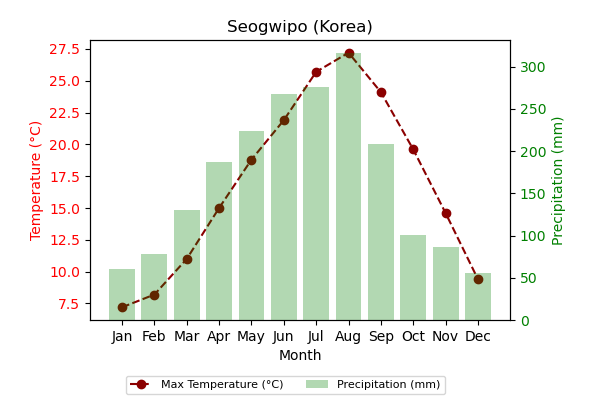 Seogwipo (Korea)
27.5
25.0
22.5
20.0
17.5
15.0
12.5
10.0
7.5
Temperature (°C)
300
250
200
150
100
50
0
Precipitation (mm)
Jan Feb Mar Apr May Jun Jul Aug Sep Oct Nov Dec
Month
Max Temperature (°C) Precipitation (mm)